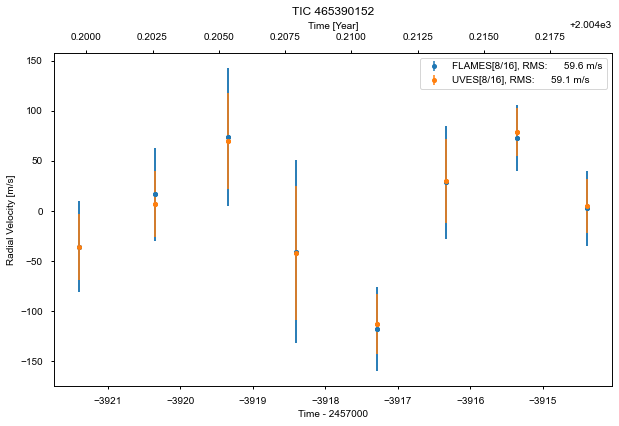 TIC 465390152
Time [Year]
+2.004e3
0.2000 0.2025 0.2050 0.2075 0.2100 0.2125 0.2150 0.2175
FLAMES[8/16], RMS: 59.6 m/s
UVES[8/16], RMS: 59.1 m/s
150
100
50
0
−50
−100
−150
Radial Velocity [m/s]
−3921 −3920 −3919 −3918 −3917 −3916 −3915
Time - 2457000